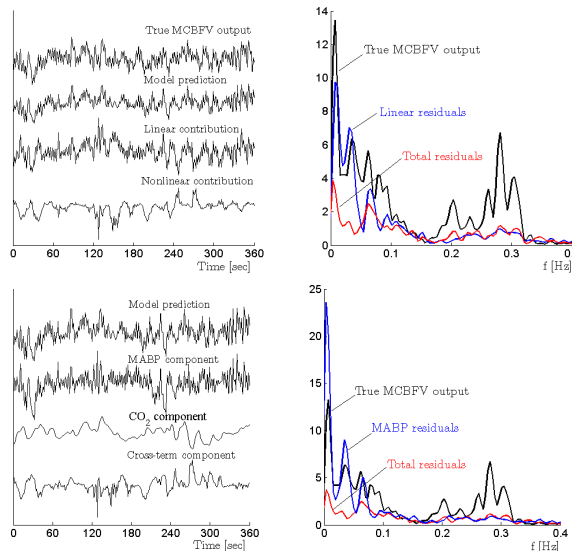 True MCBFV output
Model prediction
Linear contribution
Nonlinear contribution
0 60 120 180 240 300 360
Time [sec]
14
12
10
8
6
4
2
0
True MCBFV output
Linear residuals
Total residuals
0 0.1 0.2 0.3 0.4
f [Hz]
Model prediction
MABP component
CO2 component
Cross-term component
0 60 120 180 240 300 360
Time [sec]
25
20
15
10
5
0
True MCBFV output
MABP residuals
Total residuals
0 0.1 0.2 0.3 0.4
f [Hz]